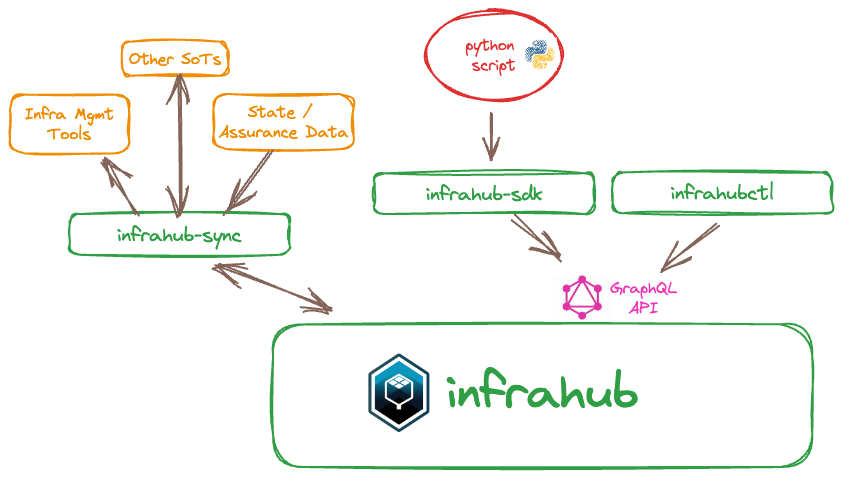 Other SoTs
Infra Mgmt
Tools
State /
Assurance Data
infrahub-sync
python
script
infrahub-sdk
infrahubctl
GraphQL
API
infrahub